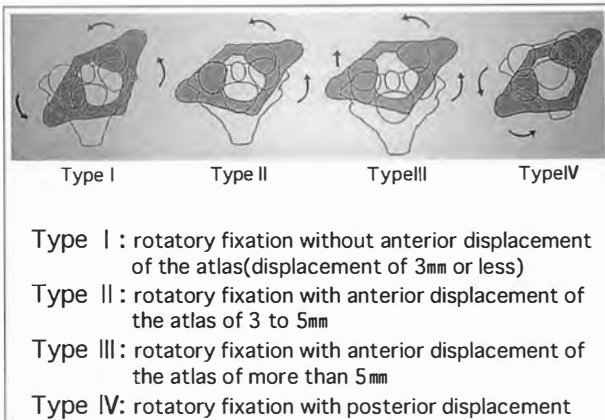 Type I
Type II
TypeIII
TypeIV
Type I : rotatory fixation without anterior displacement
of the atlas(displacement of 3mm or less)
Type II : rotatory fixation with anterior displacement of
the atlas of 3 to 5mm
Type III : rotatory fixation with anterior displacement of
the atlas of more than 5mm
Type IV: rotatory fixation with posterior displacement